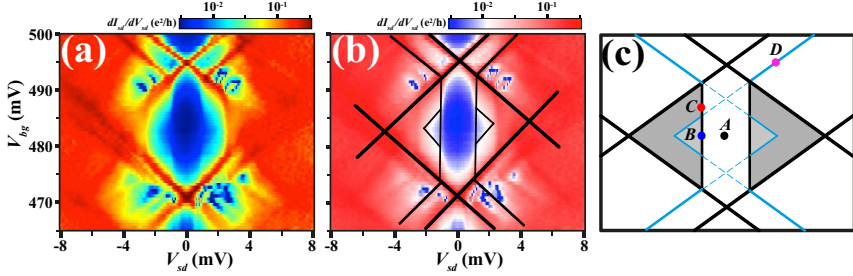 dI_sd/dV_sd (e²/h) 10⁻² 10⁻¹
dI_sd/dV_sd (e²/h) 10⁻² 10⁻¹
(a)
(b)
(c)
500
490
480
470
V_bg (mV)
-8 -4 0 4 8
V_sd (mV)
-8 -4 0 4 8
V_sd (mV)
D
C
B
A